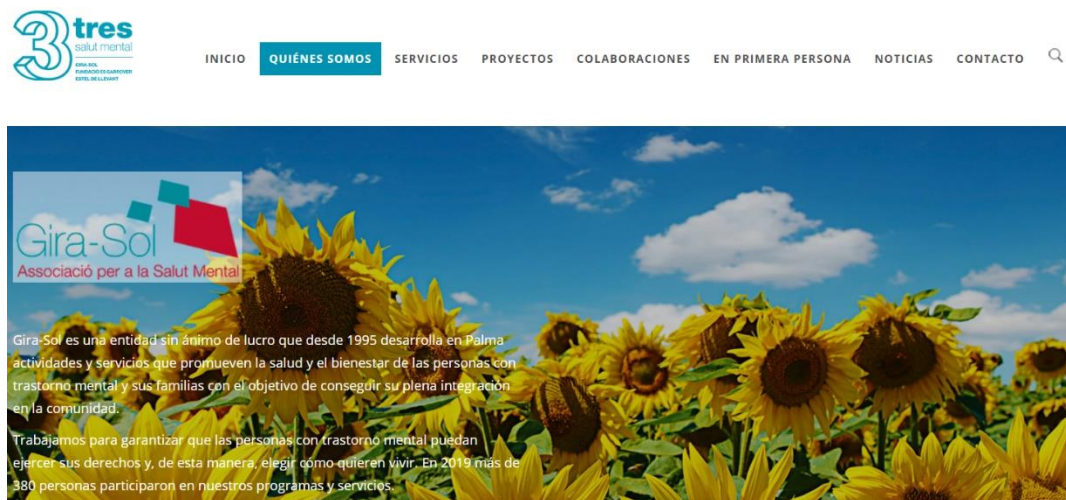 3 tres
salut mental
GIRA-SOL
FUNDACIÓ ES GARROVER
ESTEL DE LLEVANT
INICIO QUIÉNES SOMOS SERVICIOS PROYECTOS COLABORACIONES EN PRIMERA PERSONA NOTICIAS CONTACTO
Gira-Sol
Associació per a la Salut Mental
Gira-Sol es una entidad sin ánimo de lucro que desde 1995 desarrolla en Palma
actividades y servicios que promueven la salud y el bienestar de las personas con
trastorno mental y sus familias con el objetivo de conseguir su plena integración
en la comunidad.
Trabajamos para garantizar que las personas con trastorno mental puedan
ejercer sus derechos y, de esta manera, elegir cómo quieren vivir. En 2019 más de
380 personas participaron en nuestros programas y servicios.